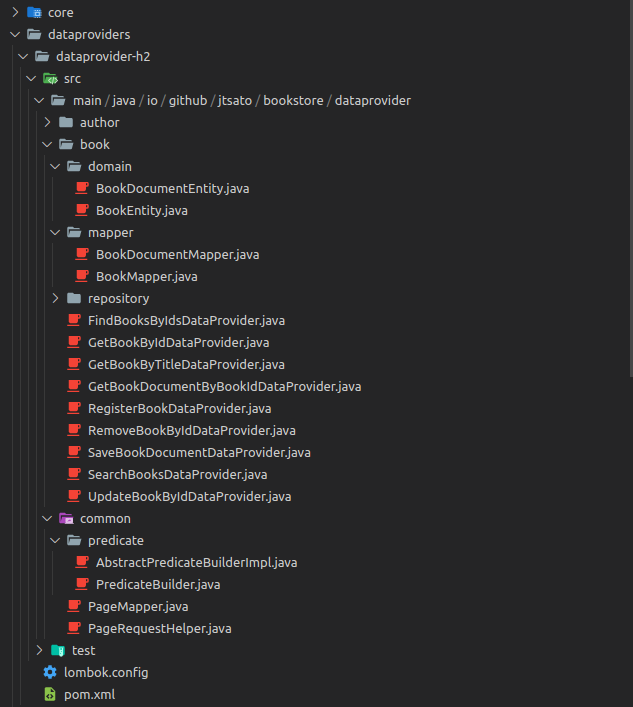 core
dataproviders
dataprovider-h2
src
main / java / io / github / jtsato / bookstore / dataprovider
author
book
domain
BookDocumentEntity.java
BookEntity.java
mapper
BookDocumentMapper.java
BookMapper.java
repository
FindBooksByIdsDataProvider.java
GetBookByIdDataProvider.java
GetBookByTitleDataProvider.java
GetBookDocumentByBookIdDataProvider.java
RegisterBookDataProvider.java
RemoveBookByIdDataProvider.java
SaveBookDocumentDataProvider.java
SearchBooksDataProvider.java
UpdateBookByIdDataProvider.java
common
predicate
AbstractPredicateBuilderImpl.java
PredicateBuilder.java
PageMapper.java
PageRequestHelper.java
test
lombok.config
pom.xml